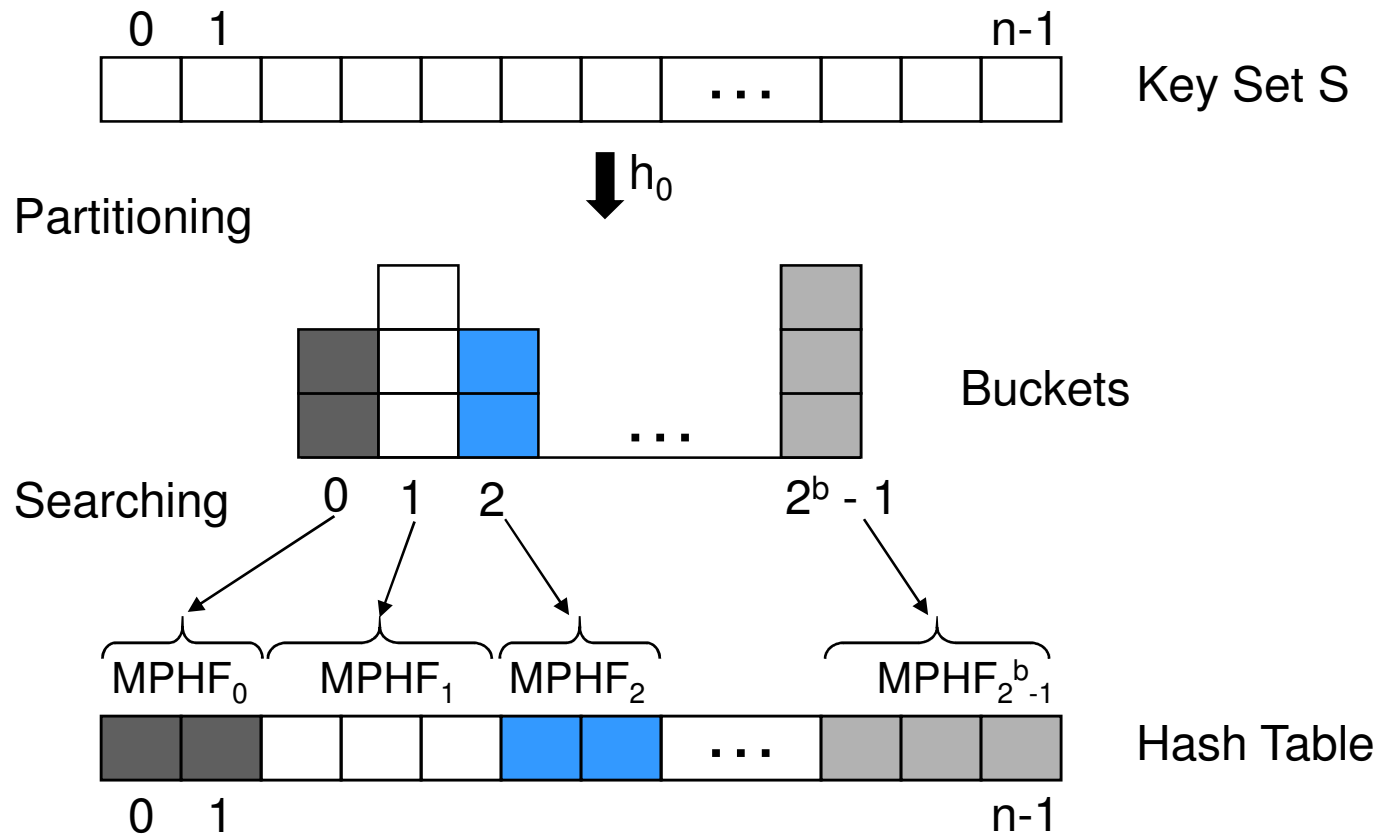 0 1 n-1
... Key Set S
h₀
Partitioning
... Buckets
Searching 0 1 2 2ᵇ - 1
MPHF₀ MPHF₁ MPHF₂ MPHF₂ᵇ₋₁
... Hash Table
0 1 n-1